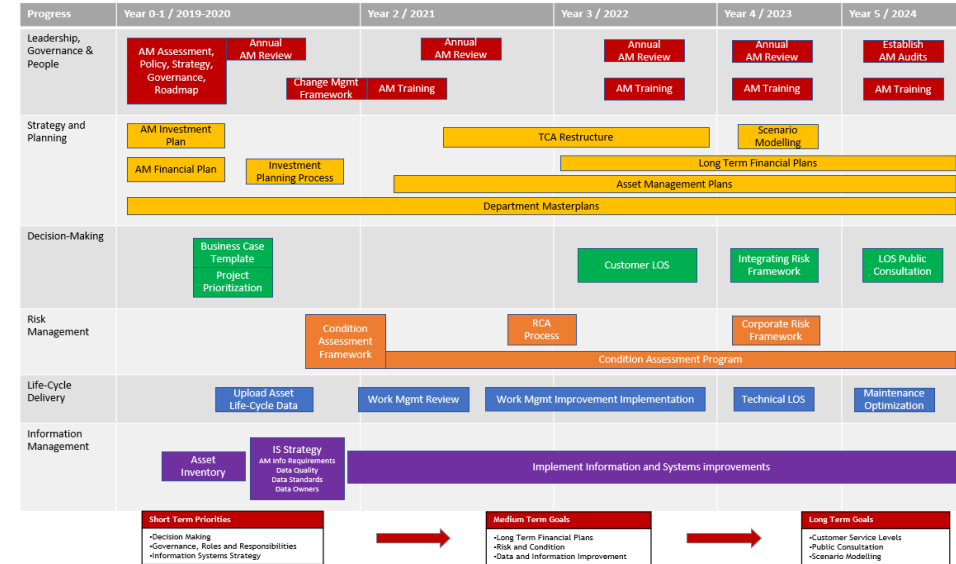 Progress
Year 0-1 / 2019-2020
Year 2 / 2021
Year 3 / 2022
Year 4 / 2023
Year 5 / 2024
Leadership,
Governance &
People
AM Assessment,
Policy, Strategy,
Governance,
Roadmap
Annual
AM Review
Annual
AM Review
Annual
AM Review
Annual
AM Review
Establish
AM Audits
Change Mgmt
Framework
AM Training
AM Training
AM Training
AM Training
Strategy and
Planning
AM Investment
Plan
TCA Restructure
Scenario
Modelling
AM Financial Plan
Investment
Planning Process
Long Term Financial Plans
Asset Management Plans
Department Masterplans
Decision-Making
Business Case
Template
Project
Prioritization
Customer LOS
Integrating Risk
Framework
LOS Public
Consultation
Risk
Management
Condition
Assessment
Framework
RCA
Process
Corporate Risk
Framework
Condition Assessment Program
Life-Cycle
Delivery
Upload Asset
Life-Cycle Data
Work Mgmt Review
Work Mgmt Improvement Implementation
Technical LOS
Maintenance
Optimization
Information
Management
Asset
Inventory
IS Strategy
AM Info Requirements
Data Quality
Data Standards
Data Owners
Implement Information and Systems improvements
Short Term Priorities
•Decision Making
•Governance, Roles and Responsibilities
•Information Systems Strategy
Medium Term Goals
•Long Term Financial Plans
•Risk and Condition
•Data and Information Improvement
Long Term Goals
•Customer Service Levels
•Public Consultation
•Scenario Modelling